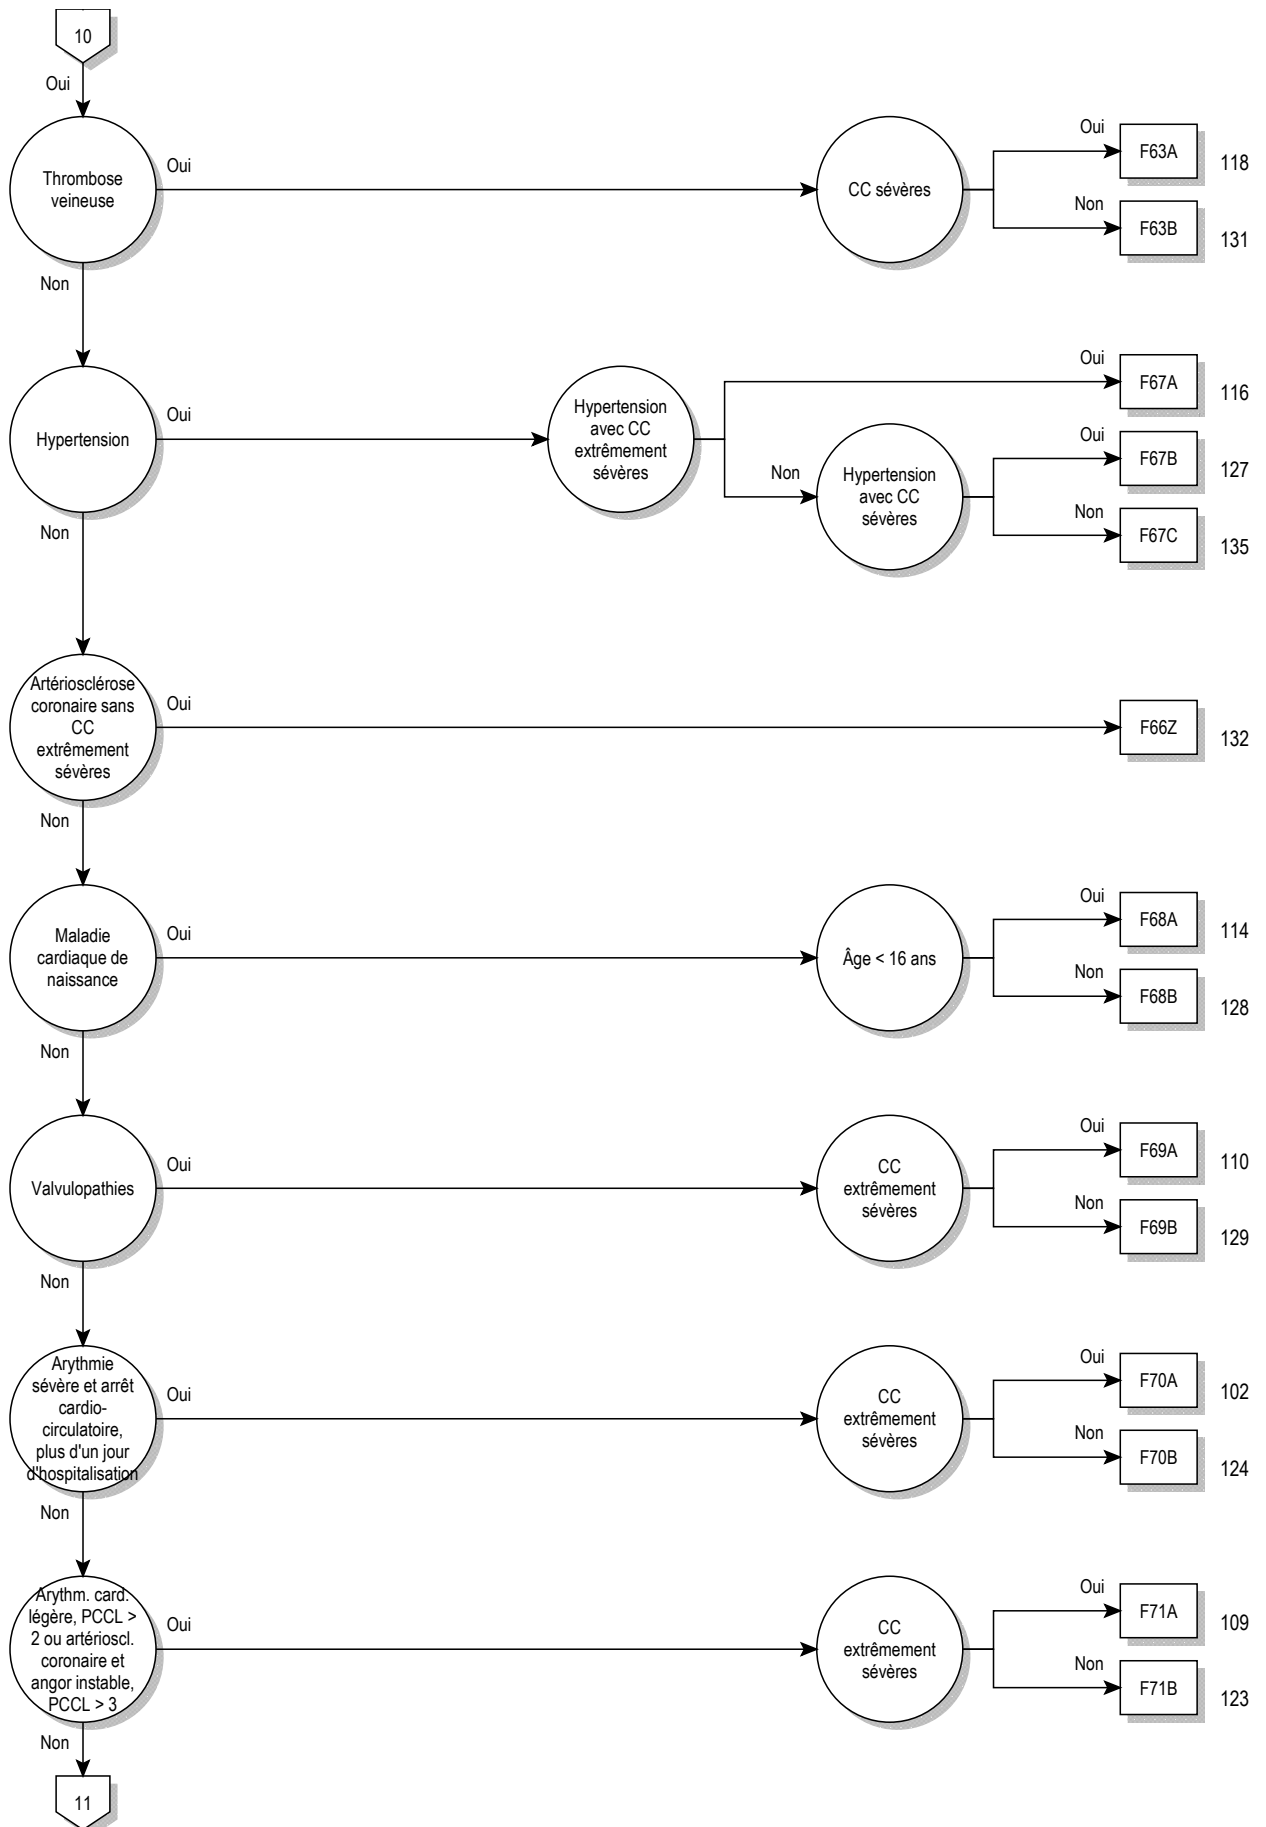 10
Oui
Thrombose
veineuse
Oui
CC sévères
Oui
F63A
118
Non
F63B
131
Non
Hypertension
Oui
Hypertension
avec CC
extrêmement
sévères
Oui
F67A
116
Non
Hypertension
avec CC
sévères
Oui
F67B
127
Non
F67C
135
Non
Artériosclérose
coronaire sans
CC
extrêmement
sévères
Oui
F66Z
132
Non
Maladie
cardiaque de
naissance
Oui
Âge < 16 ans
Oui
F68A
114
Non
F68B
128
Non
Valvulopathies
Oui
CC
extrêmement
sévères
Oui
F69A
110
Non
F69B
129
Non
Arythmie
sévère et arrêt
cardio-
circulatoire,
plus d'un jour
d'hospitalisation
Oui
CC
extrêmement
sévères
Oui
F70A
102
Non
F70B
124
Non
Arythm. card.
légère, PCCL >
2 ou artérioscl.
coronaire et
angor instable,
PCCL > 3
Oui
CC
extrêmement
sévères
Oui
F71A
109
Non
F71B
123
Non
11